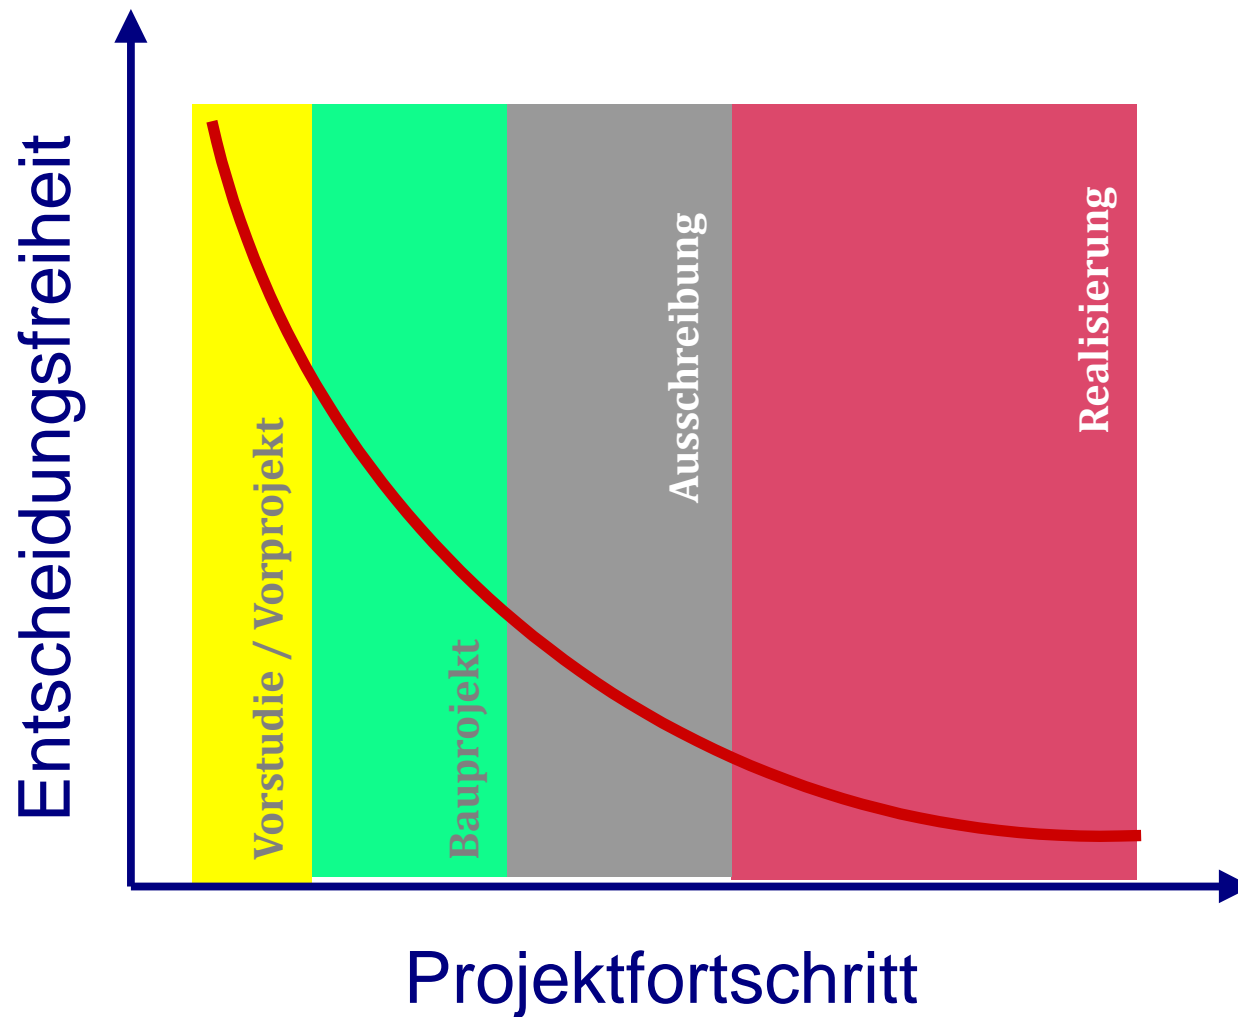 Entscheidungsfreiheit
Vorstudie / Vorprojekt
Bauprojekt
Ausschreibung
Realisierung
Projektfortschritt